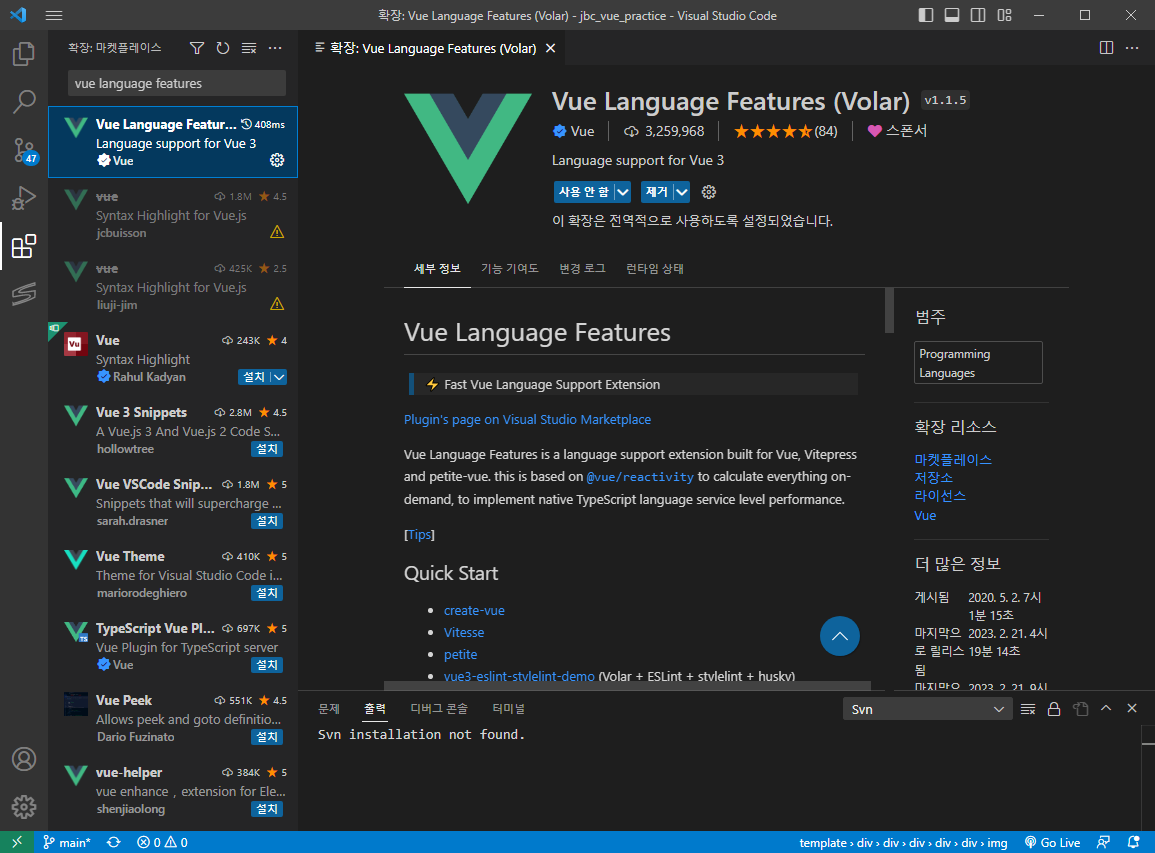 확장: Vue Language Features (Volar) - jbc_vue_practice - Visual Studio Code
확장: 마켓플레이스
vue language features
Vue Language Featur... 408ms
Language support for Vue 3
Vue
vue 1.8M 4.5
Syntax Highlight for Vue.js
jcbuisson
vue 425K 2.5
Syntax Highlight for Vue.js
liuji-jim
Vu
Vue 243K 4
Syntax Highlight
Rahul Kadyan 설치
Vue 3 Snippets 2.8M 4.5
A Vue.js 3 And Vue.js 2 Code S...
hollowtree 설치
Vue VSCode Snip... 1.8M 5
Snippets that will supercharge ...
sarah.drasner 설치
Vue Theme 410K 5
Theme for Visual Studio Code i...
mariorodeghiero 설치
TypeScript Vue Pl... 697K 5
TS
Vue Plugin for TypeScript server
Vue 설치
Vue Peek 551K 4.5
Allows peek and goto definitio...
Dario Fuzinato 설치
vue-helper 384K 5
vue enhance，extension for Ele...
shenjiaolong 설치
47
확장: Vue Language Features (Volar)
Vue Language Features (Volar) v1.1.5
Vue 3,259,968 (84) 스폰서
Language support for Vue 3
사용 안 함 제거
이 확장은 전역적으로 사용하도록 설정되었습니다.
세부 정보 기능 기여도 변경 로그 런타임 상태
Vue Language Features
⚡ Fast Vue Language Support Extension
Plugin's page on Visual Studio Marketplace
Vue Language Features is a language support extension built for Vue, Vitepress
and petite-vue. this is based on @vue/reactivity to calculate everything on-
demand, to implement native TypeScript language service level performance.
[Tips]
Quick Start
• create-vue
• Vitesse
• petite
• vue3-eslint-stylelint-demo (Volar + ESLint + stylelint + husky)
범주
Programming
Languages
확장 리소스
마켓플레이스
저장소
라이선스
Vue
더 많은 정보
게시됨 2020. 5. 2. 7시
1분 15초
마지막으 2023. 2. 21. 4시
로 릴리스 19분 14초
됨
마지막으 2023. 2. 21. 9시
문제 출력 디버그 콘솔 터미널 Svn
Svn installation not found.
main* 0 0 template › div › div › div › div › div › img Go Live